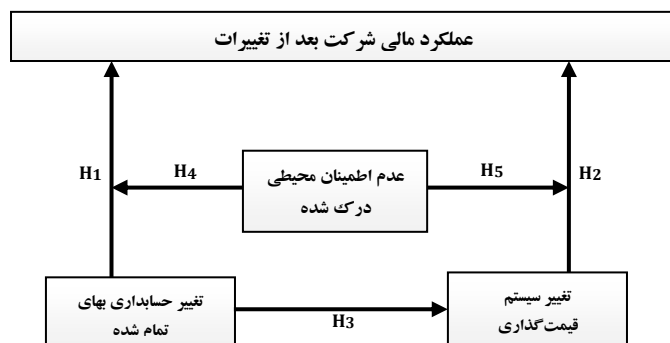 عملکرد مالی شرکت بعد از تغییرات
H1
H4
عدم اطمینان محیطی
درک شده
H5
H2
تغییر حسابداری بهای
تمام شده
H3
تغییر سیستم
قیمت‌گذاری